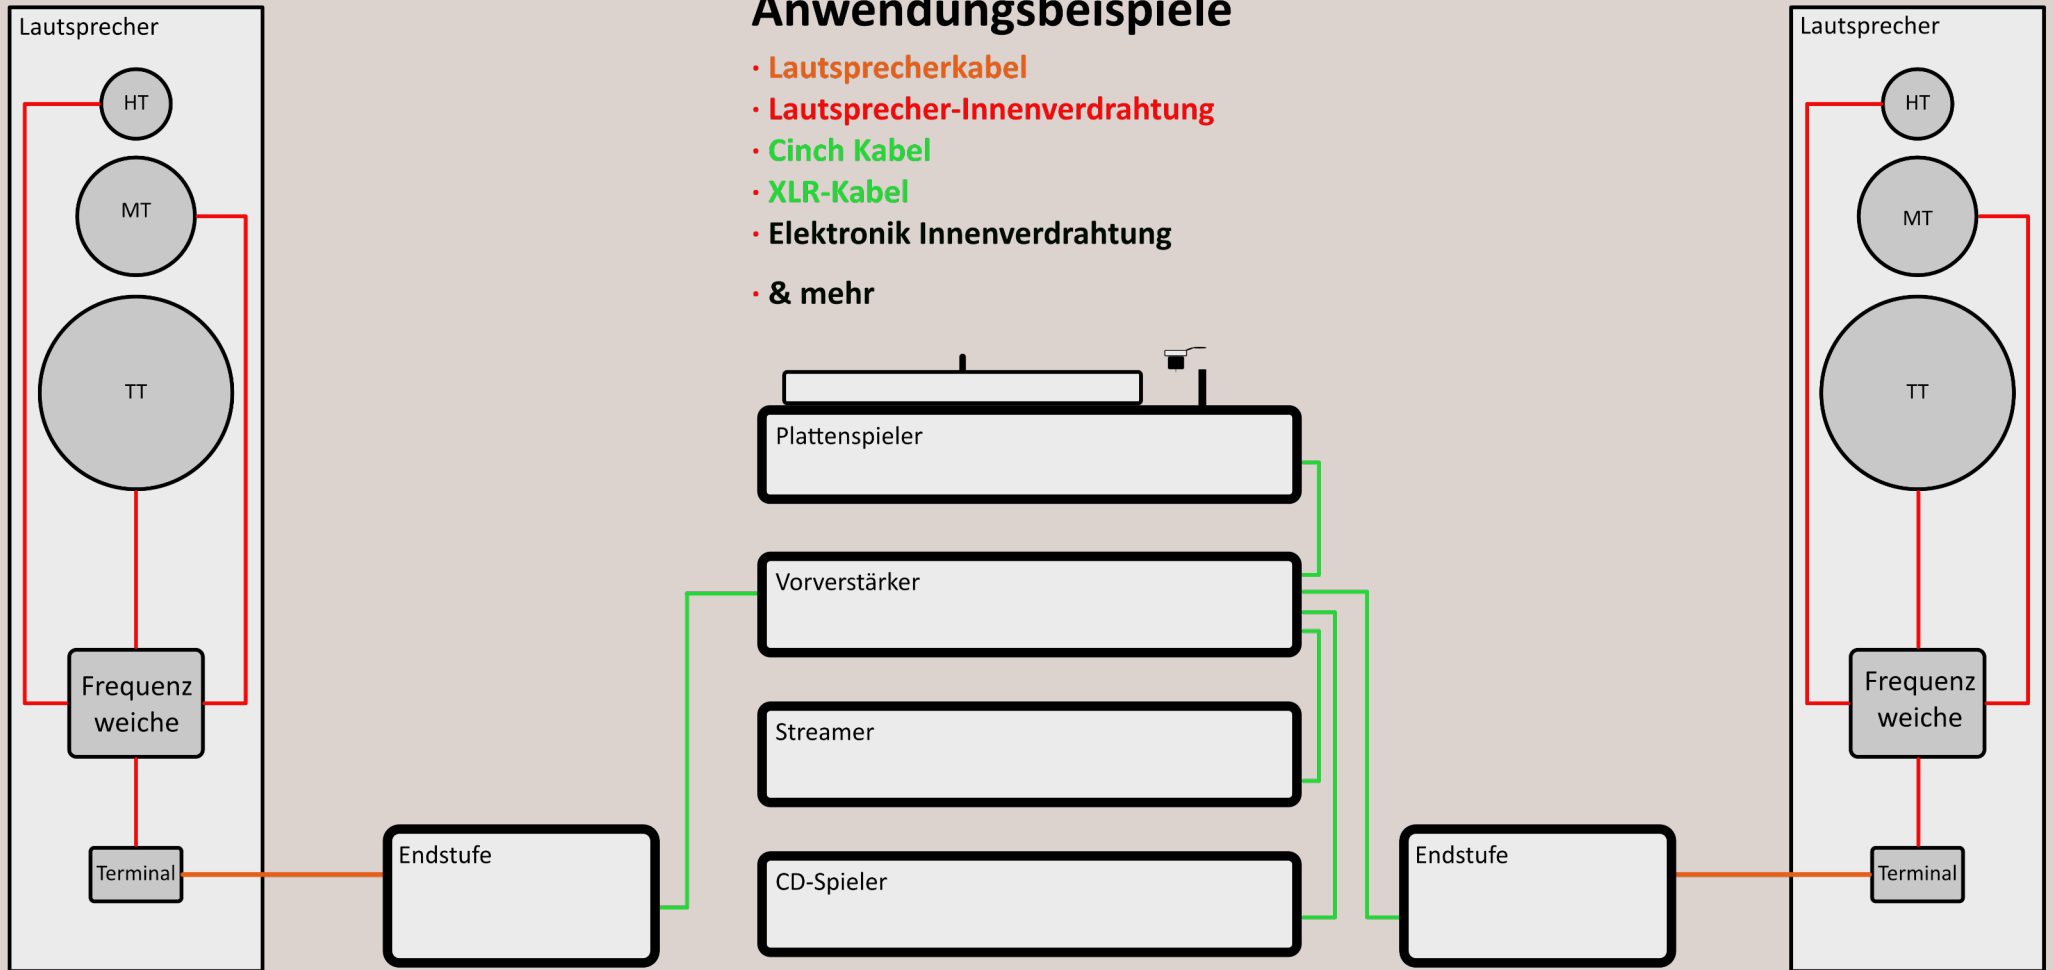 Anwendungsbeispiele
· Lautsprecherkabel
· Lautsprecher-Innenverdrahtung
· Cinch Kabel
· XLR-Kabel
· Elektronik Innenverdrahtung
· & mehr
Lautsprecher
HT
MT
TT
Frequenz
weiche
Terminal
Endstufe
Plattenspieler
Vorverstärker
Streamer
CD-Spieler
Endstufe
Lautsprecher
HT
MT
TT
Frequenz
weiche
Terminal